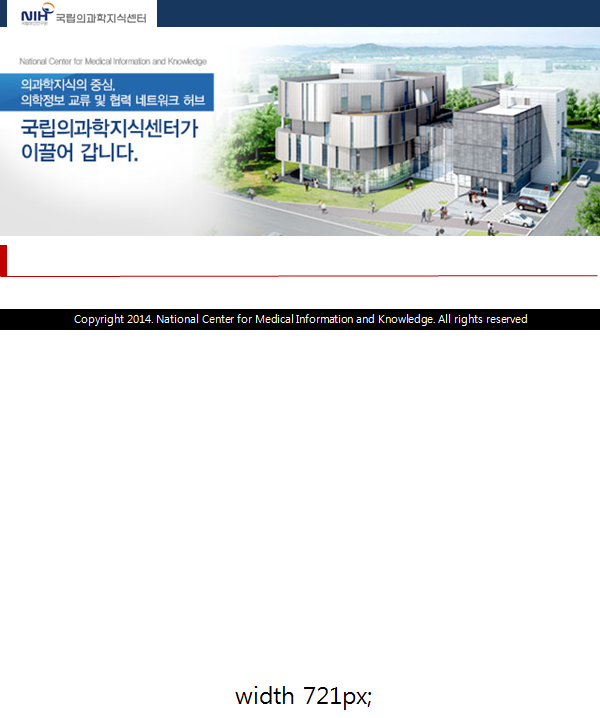 NIH 국립의과학지식센터
National Center for Medical Information and Knowledge
의과학지식의 중심,
의학정보 교류 및 협력 네트워크 허브
국립의과학지식센터가
이끌어 갑니다.
Copyright 2014. National Center for Medical Information and Knowledge. All rights reserved
width 721px;